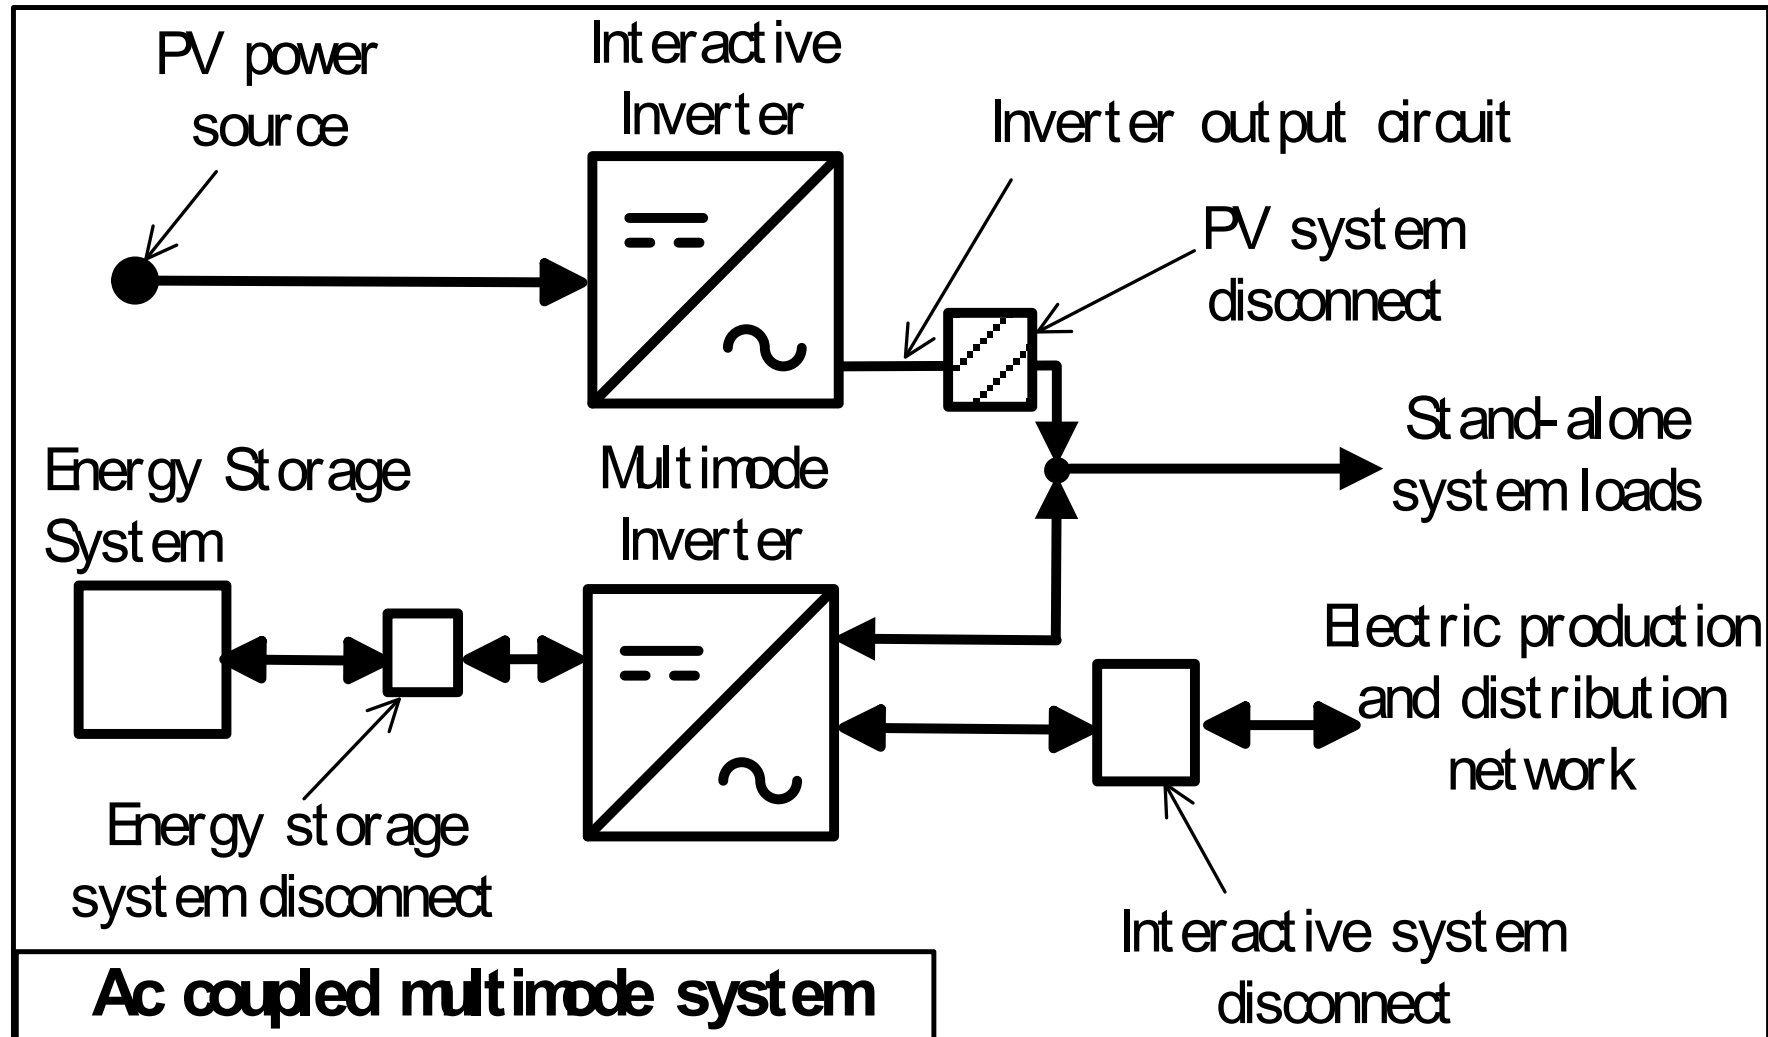 PV power
source
Interactive
Inverter
Inverter output circuit
PV system
disconnect
Stand-alone
system loads
Energy Storage
System
Multimode
Inverter
Electric production
and distribution
network
Energy storage
system disconnect
Interactive system
disconnect
Ac coupled multimode system